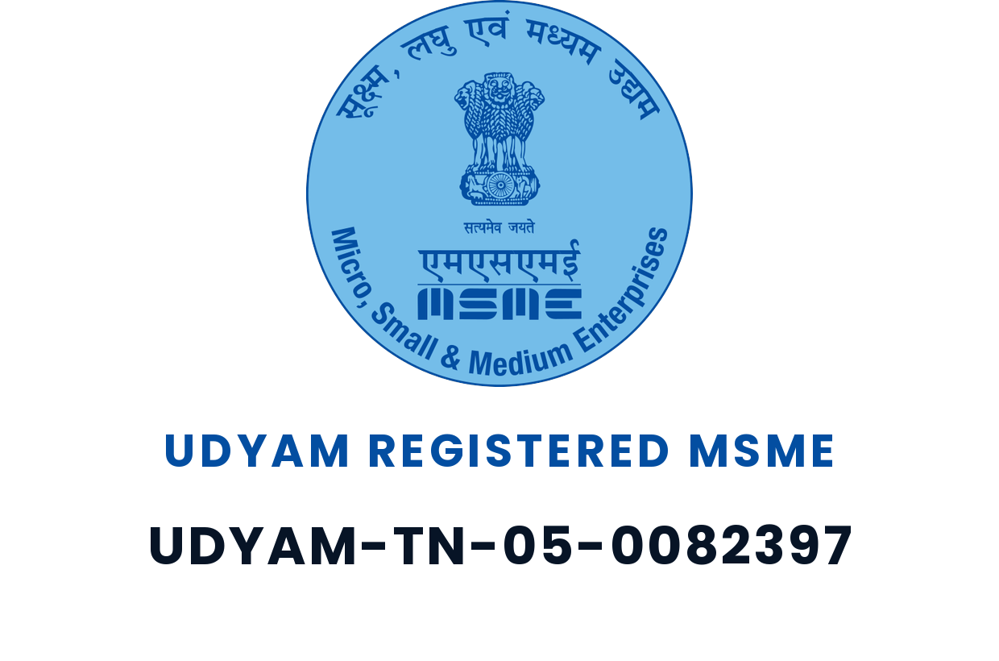 सूक्ष्म, लघु एवं मध्यम उद्यम
सत्यमेव जयते
एमएसएमई
MSME
Micro, Small & Medium Enterprises
UDYAM REGISTERED MSME
UDYAM-TN-05-0082397